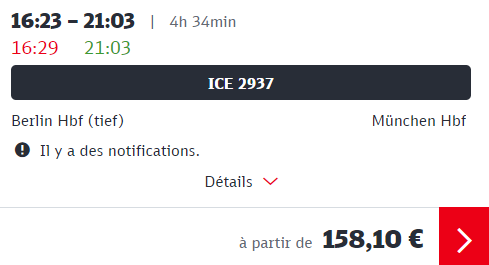 16:23 – 21:03 | 4h 34min
16:29 21:03
ICE 2937
Berlin Hbf (tief) München Hbf
Il y a des notifications.
Détails
à partir de 158,10 €